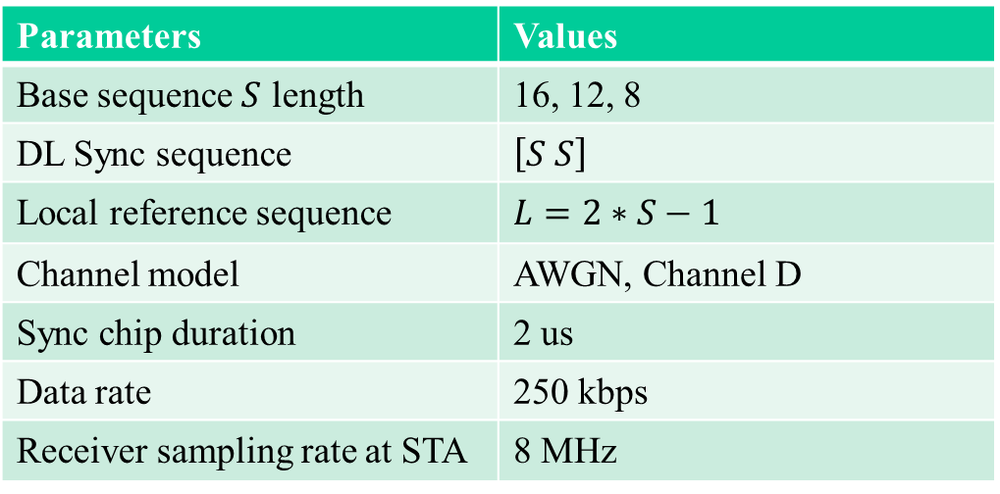 Parameters Values
Base sequence 𝑆 length 16, 12, 8
DL Sync sequence [𝑆 𝑆]
Local reference sequence 𝐿 = 2 ∗ 𝑆 − 1
Channel model AWGN, Channel D
Sync chip duration 2 us
Data rate 250 kbps
Receiver sampling rate at STA 8 MHz